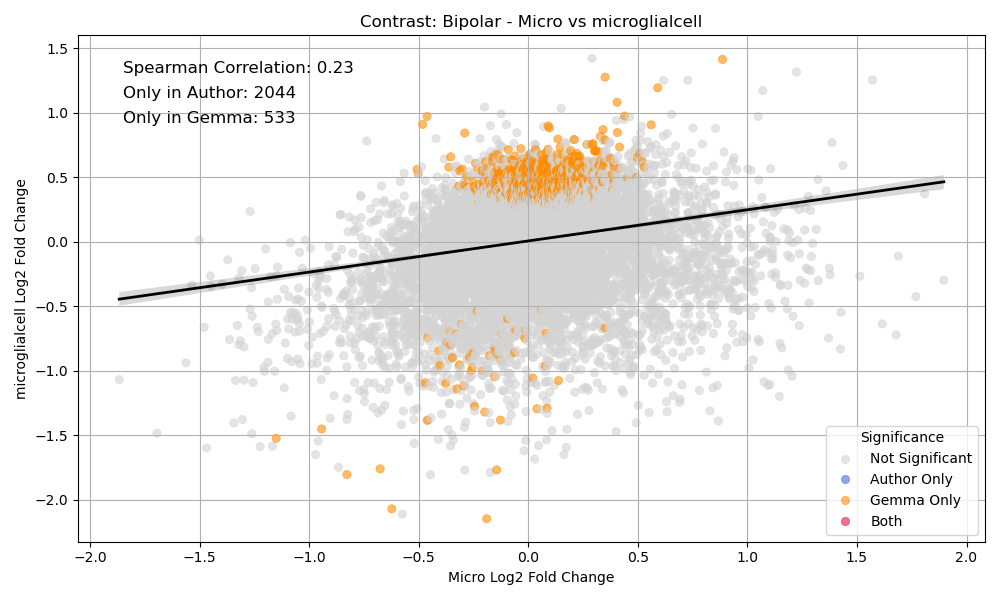 Contrast: Bipolar - Micro vs microglialcell
Spearman Correlation: 0.23
Only in Author: 2044
Only in Gemma: 533
microglialcell Log2 Fold Change
1.5
1.0
0.5
0.0
−0.5
−1.0
−1.5
−2.0
Significance
Not Significant
Author Only
Gemma Only
Both
−2.0 −1.5 −1.0 −0.5 0.0 0.5 1.0 1.5 2.0
Micro Log2 Fold Change